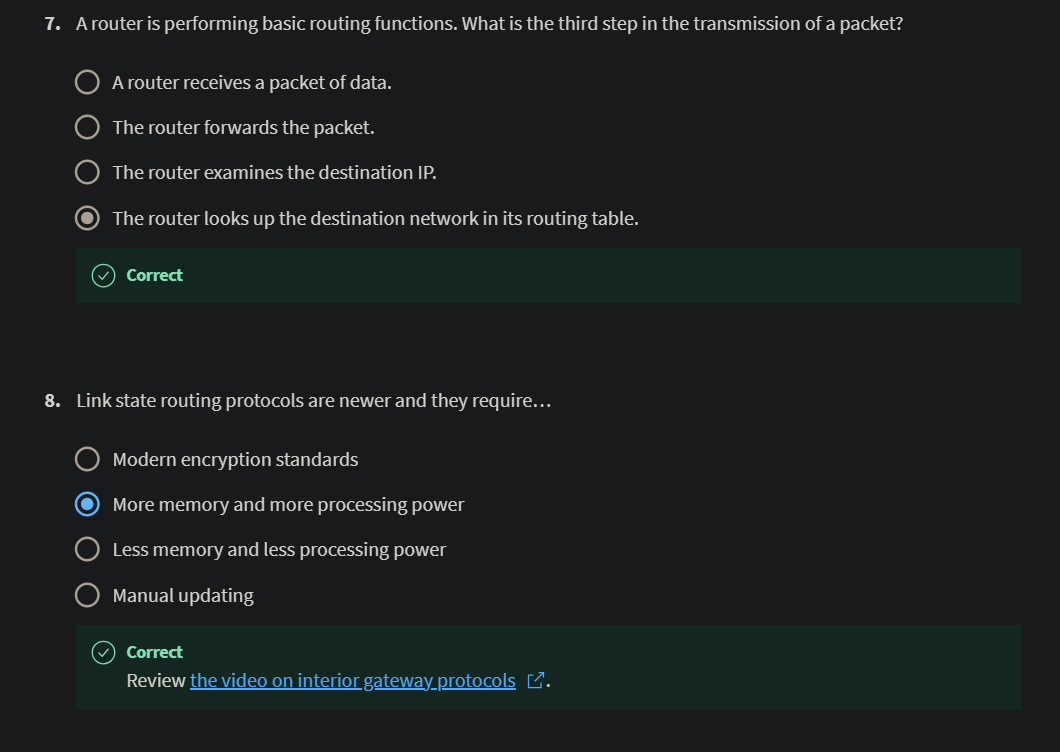 7. A router is performing basic routing functions. What is the third step in the transmission of a packet?
A router receives a packet of data.
The router forwards the packet.
The router examines the destination IP.
The router looks up the destination network in its routing table.
Correct
8. Link state routing protocols are newer and they require…
Modern encryption standards
More memory and more processing power
Less memory and less processing power
Manual updating
Correct
Review the video on interior gateway protocols.